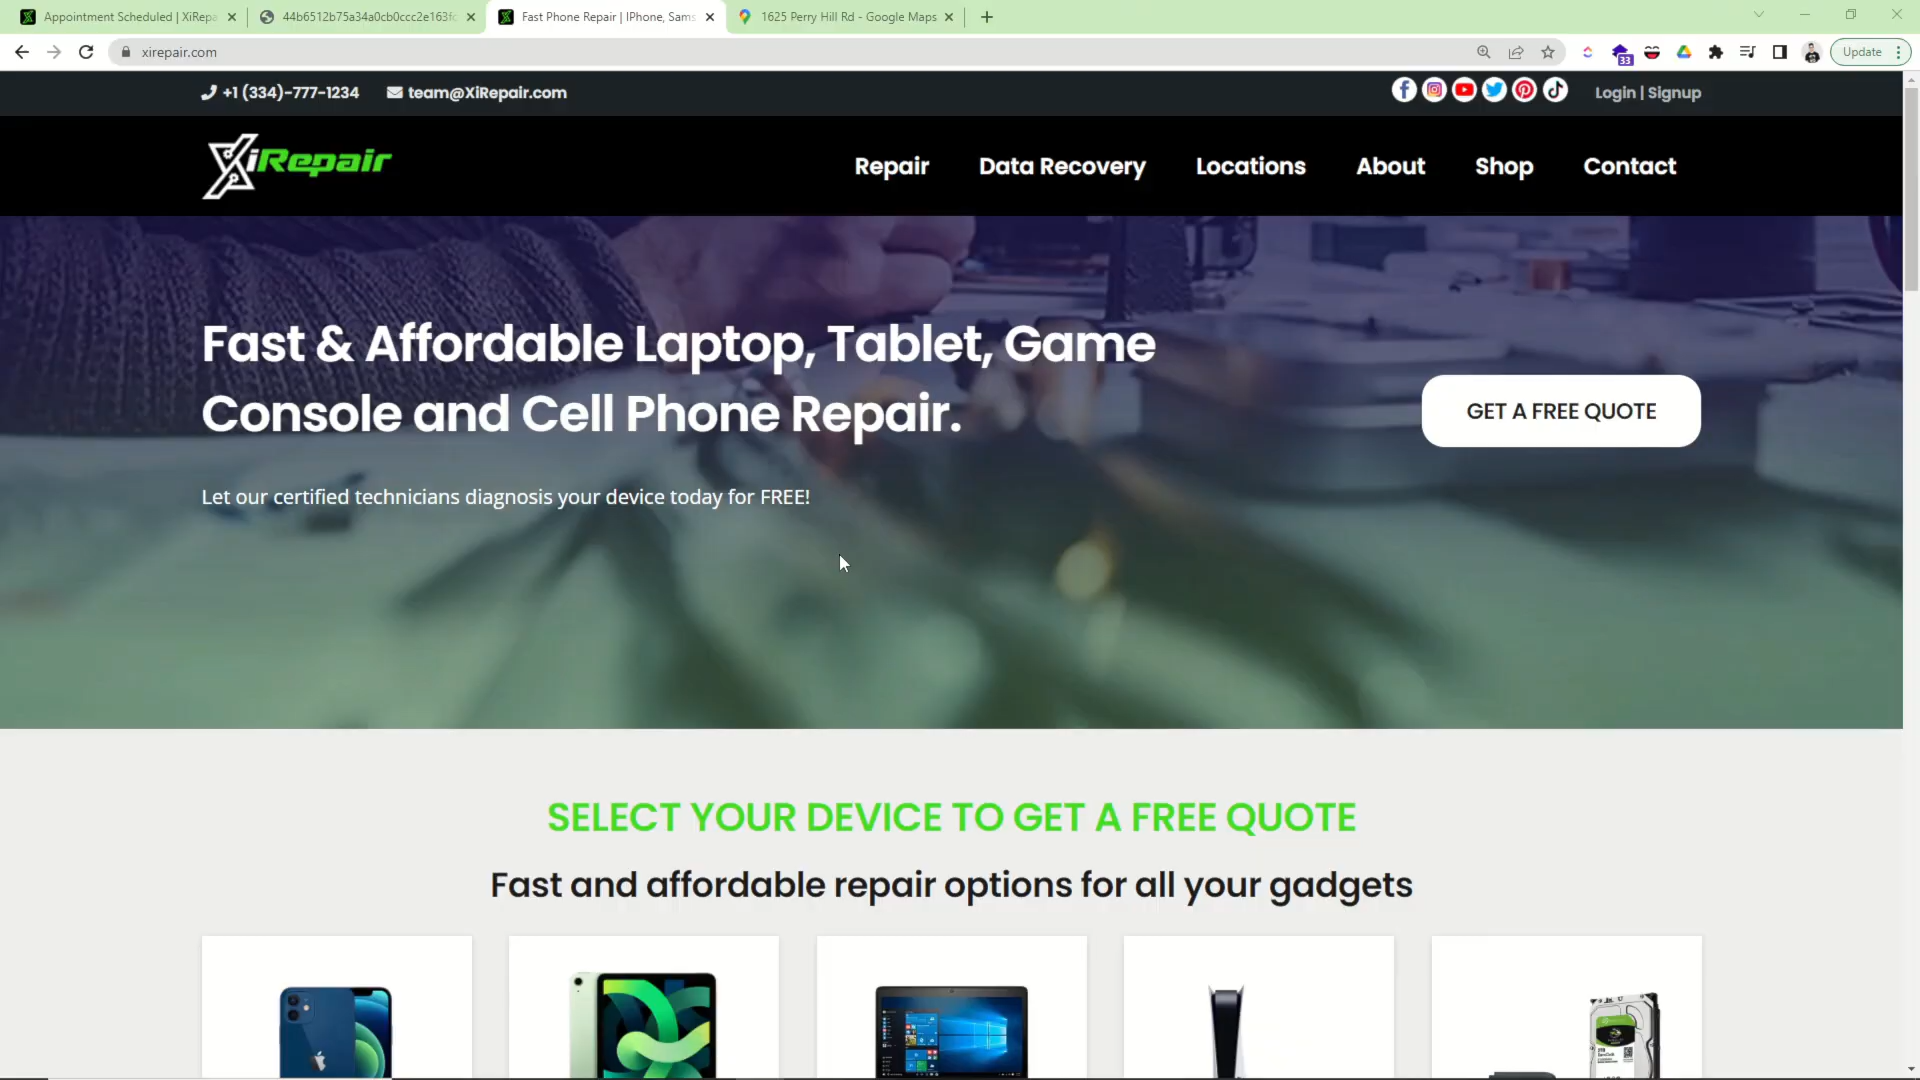 Appointment Scheduled | XiRepa
44b6512b75a34a0cb0ccc2e163fc
Fast Phone Repair | IPhone, Sams
1625 Perry Hill Rd - Google Maps
xirepair.com
33
Update
+1 (334)-777-1234
team@XiRepair.com
Login | Signup
XiRepair
Repair
Data Recovery
Locations
About
Shop
Contact
Fast & Affordable Laptop, Tablet, Game
Console and Cell Phone Repair.
GET A FREE QUOTE
Let our certified technicians diagnosis your device today for FREE!
SELECT YOUR DEVICE TO GET A FREE QUOTE
Fast and affordable repair options for all your gadgets